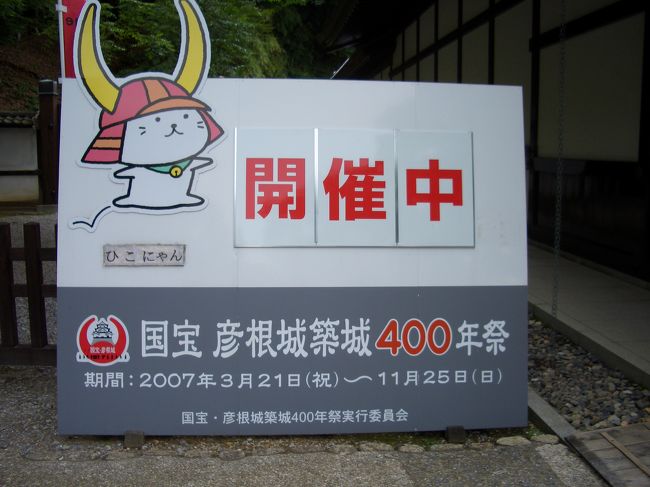 開催中
ひこにゃん
国宝 彦根城築城400年祭
期間：2007年3月21日(祝)〜11月25日(日)
国宝・彦根城築城400年祭実行委員会